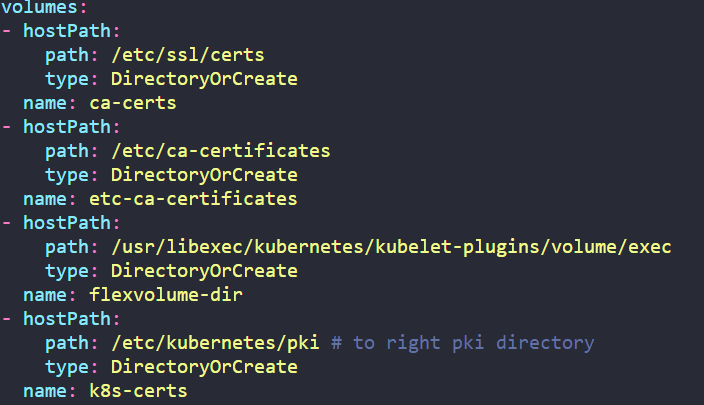 volumes:
- hostPath:
    path: /etc/ssl/certs
    type: DirectoryOrCreate
  name: ca-certs
- hostPath:
    path: /etc/ca-certificates
    type: DirectoryOrCreate
  name: etc-ca-certificates
- hostPath:
    path: /usr/libexec/kubernetes/kubelet-plugins/volume/exec
    type: DirectoryOrCreate
  name: flexvolume-dir
- hostPath:
    path: /etc/kubernetes/pki # to right pki directory
    type: DirectoryOrCreate
  name: k8s-certs